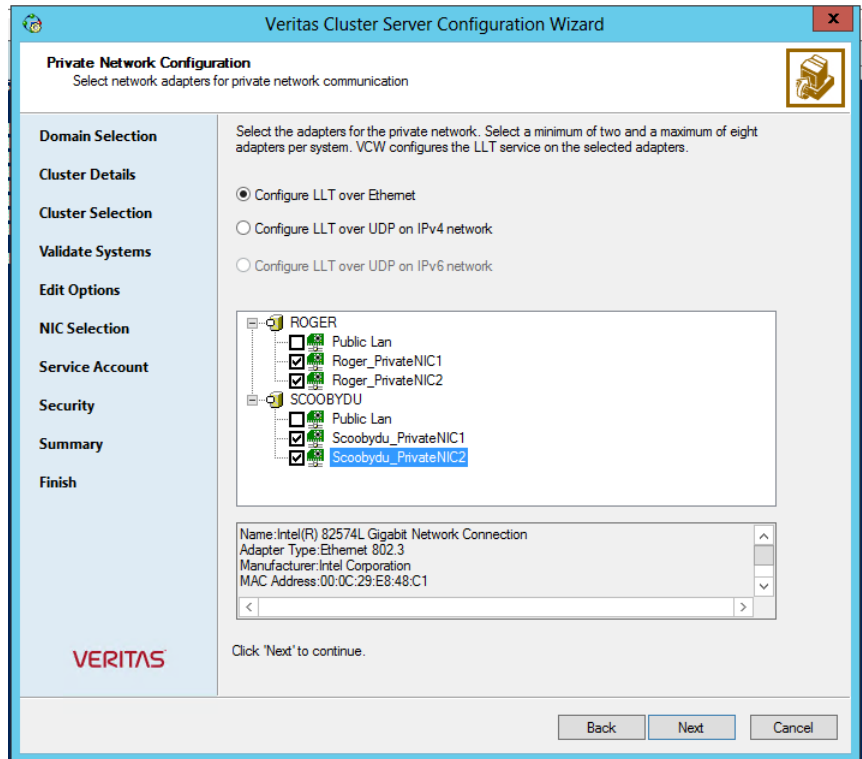 Veritas Cluster Server Configuration Wizard
x
Private Network Configuration
Select network adapters for private network communication
Domain Selection
Cluster Details
Cluster Selection
Validate Systems
Edit Options
NIC Selection
Service Account
Security
Summary
Finish
VERITAS
Select the adapters for the private network. Select a minimum of two and a maximum of eight
adapters per system. VCW configures the LLT service on the selected adapters.
Configure LLT over Ethernet
Configure LLT over UDP on IPv4 network
Configure LLT over UDP on IPv6 network
ROGER
Public Lan
Roger_PrivateNIC1
Roger_PrivateNIC2
SCOOBYDU
Public Lan
Scoobydu_PrivateNIC1
Scoobydu_PrivateNIC2
Name:Intel(R) 82574L Gigabit Network Connection
Adapter Type:Ethernet 802.3
Manufacturer:Intel Corporation
MAC Address:00:0C:29:E8:48:C1
Click 'Next' to continue.
Back
Next
Cancel